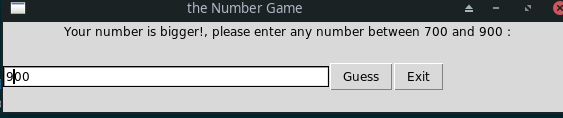 the Number Game
Your number is bigger!, please enter any number between 700 and 900 :
900 Guess Exit